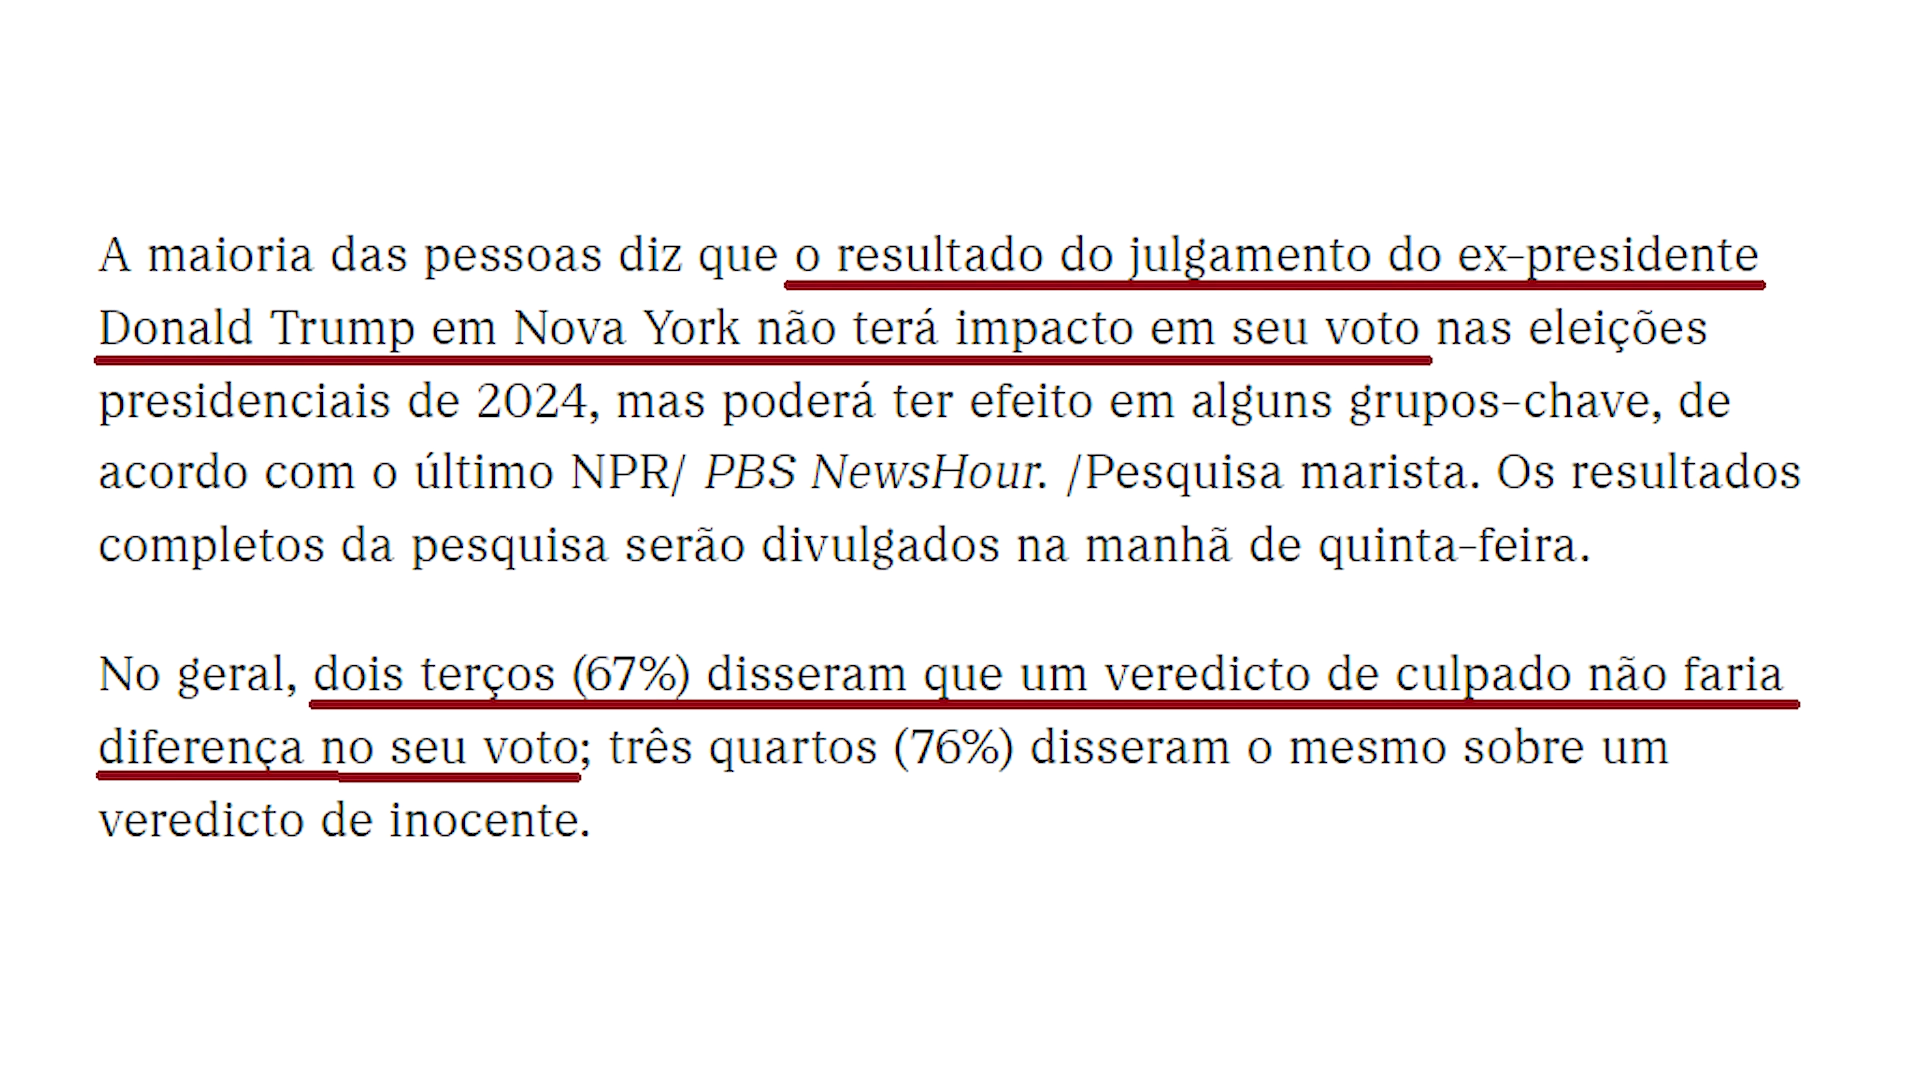 A maioria das pessoas diz que o resultado do julgamento do ex-presidente
Donald Trump em Nova York não terá impacto em seu voto nas eleições
presidenciais de 2024, mas poderá ter efeito em alguns grupos-chave, de
acordo com o último NPR/ PBS NewsHour. /Pesquisa marista. Os resultados
completos da pesquisa serão divulgados na manhã de quinta-feira.
No geral, dois terços (67%) disseram que um veredicto de culpado não faria
diferença no seu voto; três quartos (76%) disseram o mesmo sobre um
veredicto de inocente.